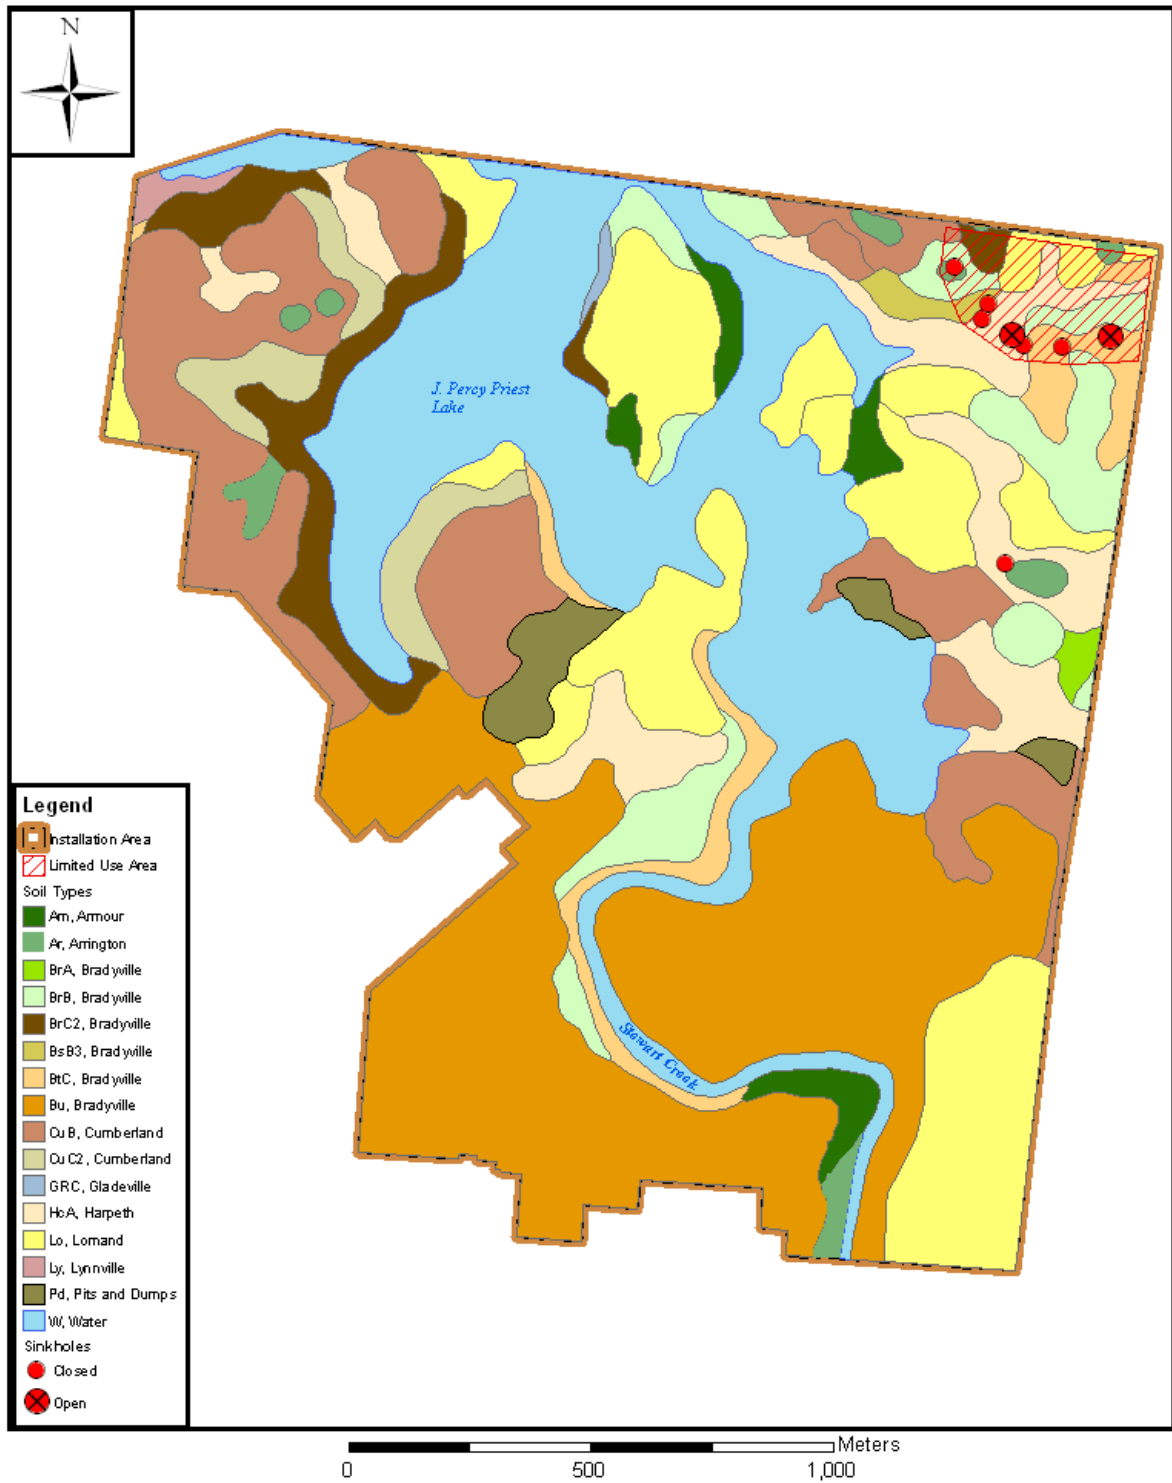 N
J. Percy Priest
Lake
Stewart Creek
Legend
Installation Area
Limited Use Area
Soil Types
Am, Armour
Ar, Arrington
BrA, Bradyville
BrB, Bradyville
BrC2, Bradyville
BsB3, Bradyville
BtC, Bradyville
Bu, Bradyville
CuB, Cumberland
CuC2, Cumberland
GRC, Gladeville
HcA, Harpeth
Lo, Lomand
Ly, Lynnville
Pd, Pits and Dumps
W, Water
Sinkholes
Closed
Open
Meters
0 500 1,000